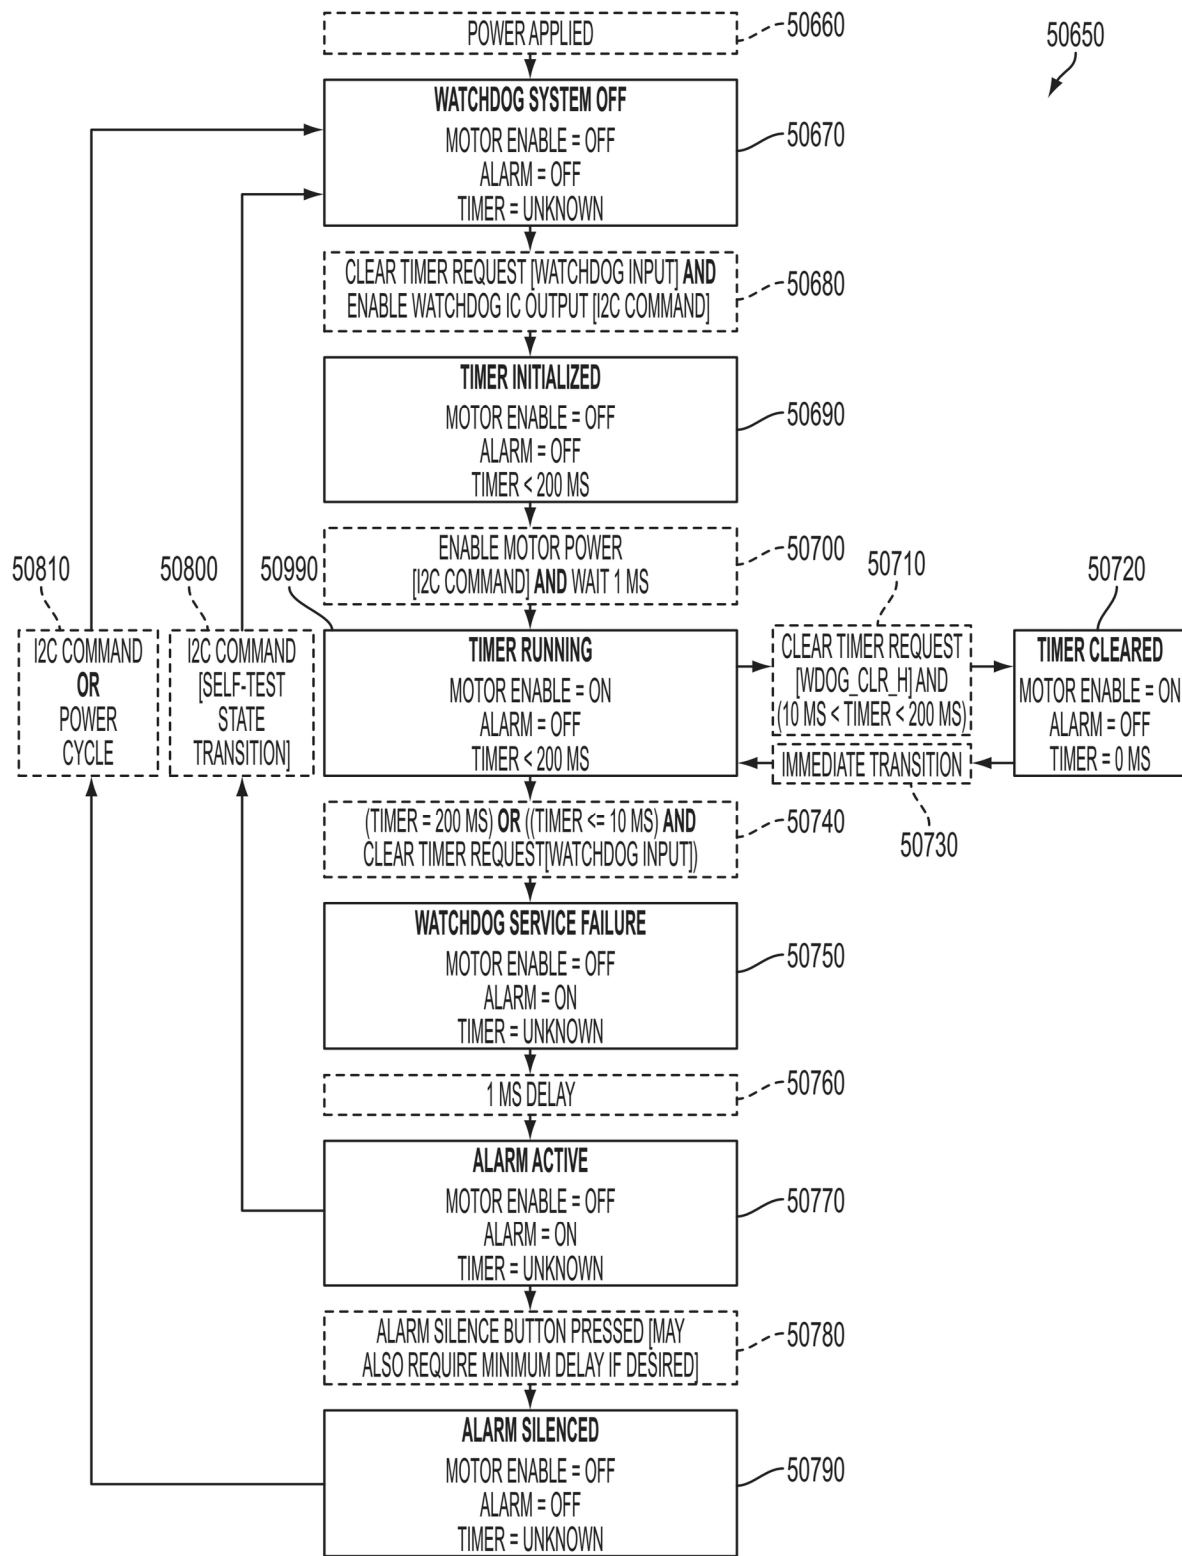 POWER APPLIED
50660
50650
WATCHDOG SYSTEM OFF
MOTOR ENABLE = OFF
ALARM = OFF
TIMER = UNKNOWN
50670
CLEAR TIMER REQUEST [WATCHDOG INPUT] AND
ENABLE WATCHDOG IC OUTPUT [I2C COMMAND]
50680
TIMER INITIALIZED
MOTOR ENABLE = OFF
ALARM = OFF
TIMER < 200 MS
50690
ENABLE MOTOR POWER
[I2C COMMAND] AND WAIT 1 MS
50700
50810
I2C COMMAND
OR
POWER
CYCLE
50800
I2C COMMAND
[SELF-TEST
STATE
TRANSITION]
50990
TIMER RUNNING
MOTOR ENABLE = ON
ALARM = OFF
TIMER < 200 MS
50710
CLEAR TIMER REQUEST
[WDOG_CLR_H] AND
(10 MS < TIMER < 200 MS)
50720
TIMER CLEARED
MOTOR ENABLE = ON
ALARM = OFF
TIMER = 0 MS
IMMEDIATE TRANSITION
50730
(TIMER = 200 MS) OR ((TIMER <= 10 MS) AND
CLEAR TIMER REQUEST[WATCHDOG INPUT])
50740
WATCHDOG SERVICE FAILURE
MOTOR ENABLE = OFF
ALARM = ON
TIMER = UNKNOWN
50750
1 MS DELAY
50760
ALARM ACTIVE
MOTOR ENABLE = OFF
ALARM = ON
TIMER = UNKNOWN
50770
ALARM SILENCE BUTTON PRESSED [MAY
ALSO REQUIRE MINIMUM DELAY IF DESIRED]
50780
ALARM SILENCED
MOTOR ENABLE = OFF
ALARM = OFF
TIMER = UNKNOWN
50790